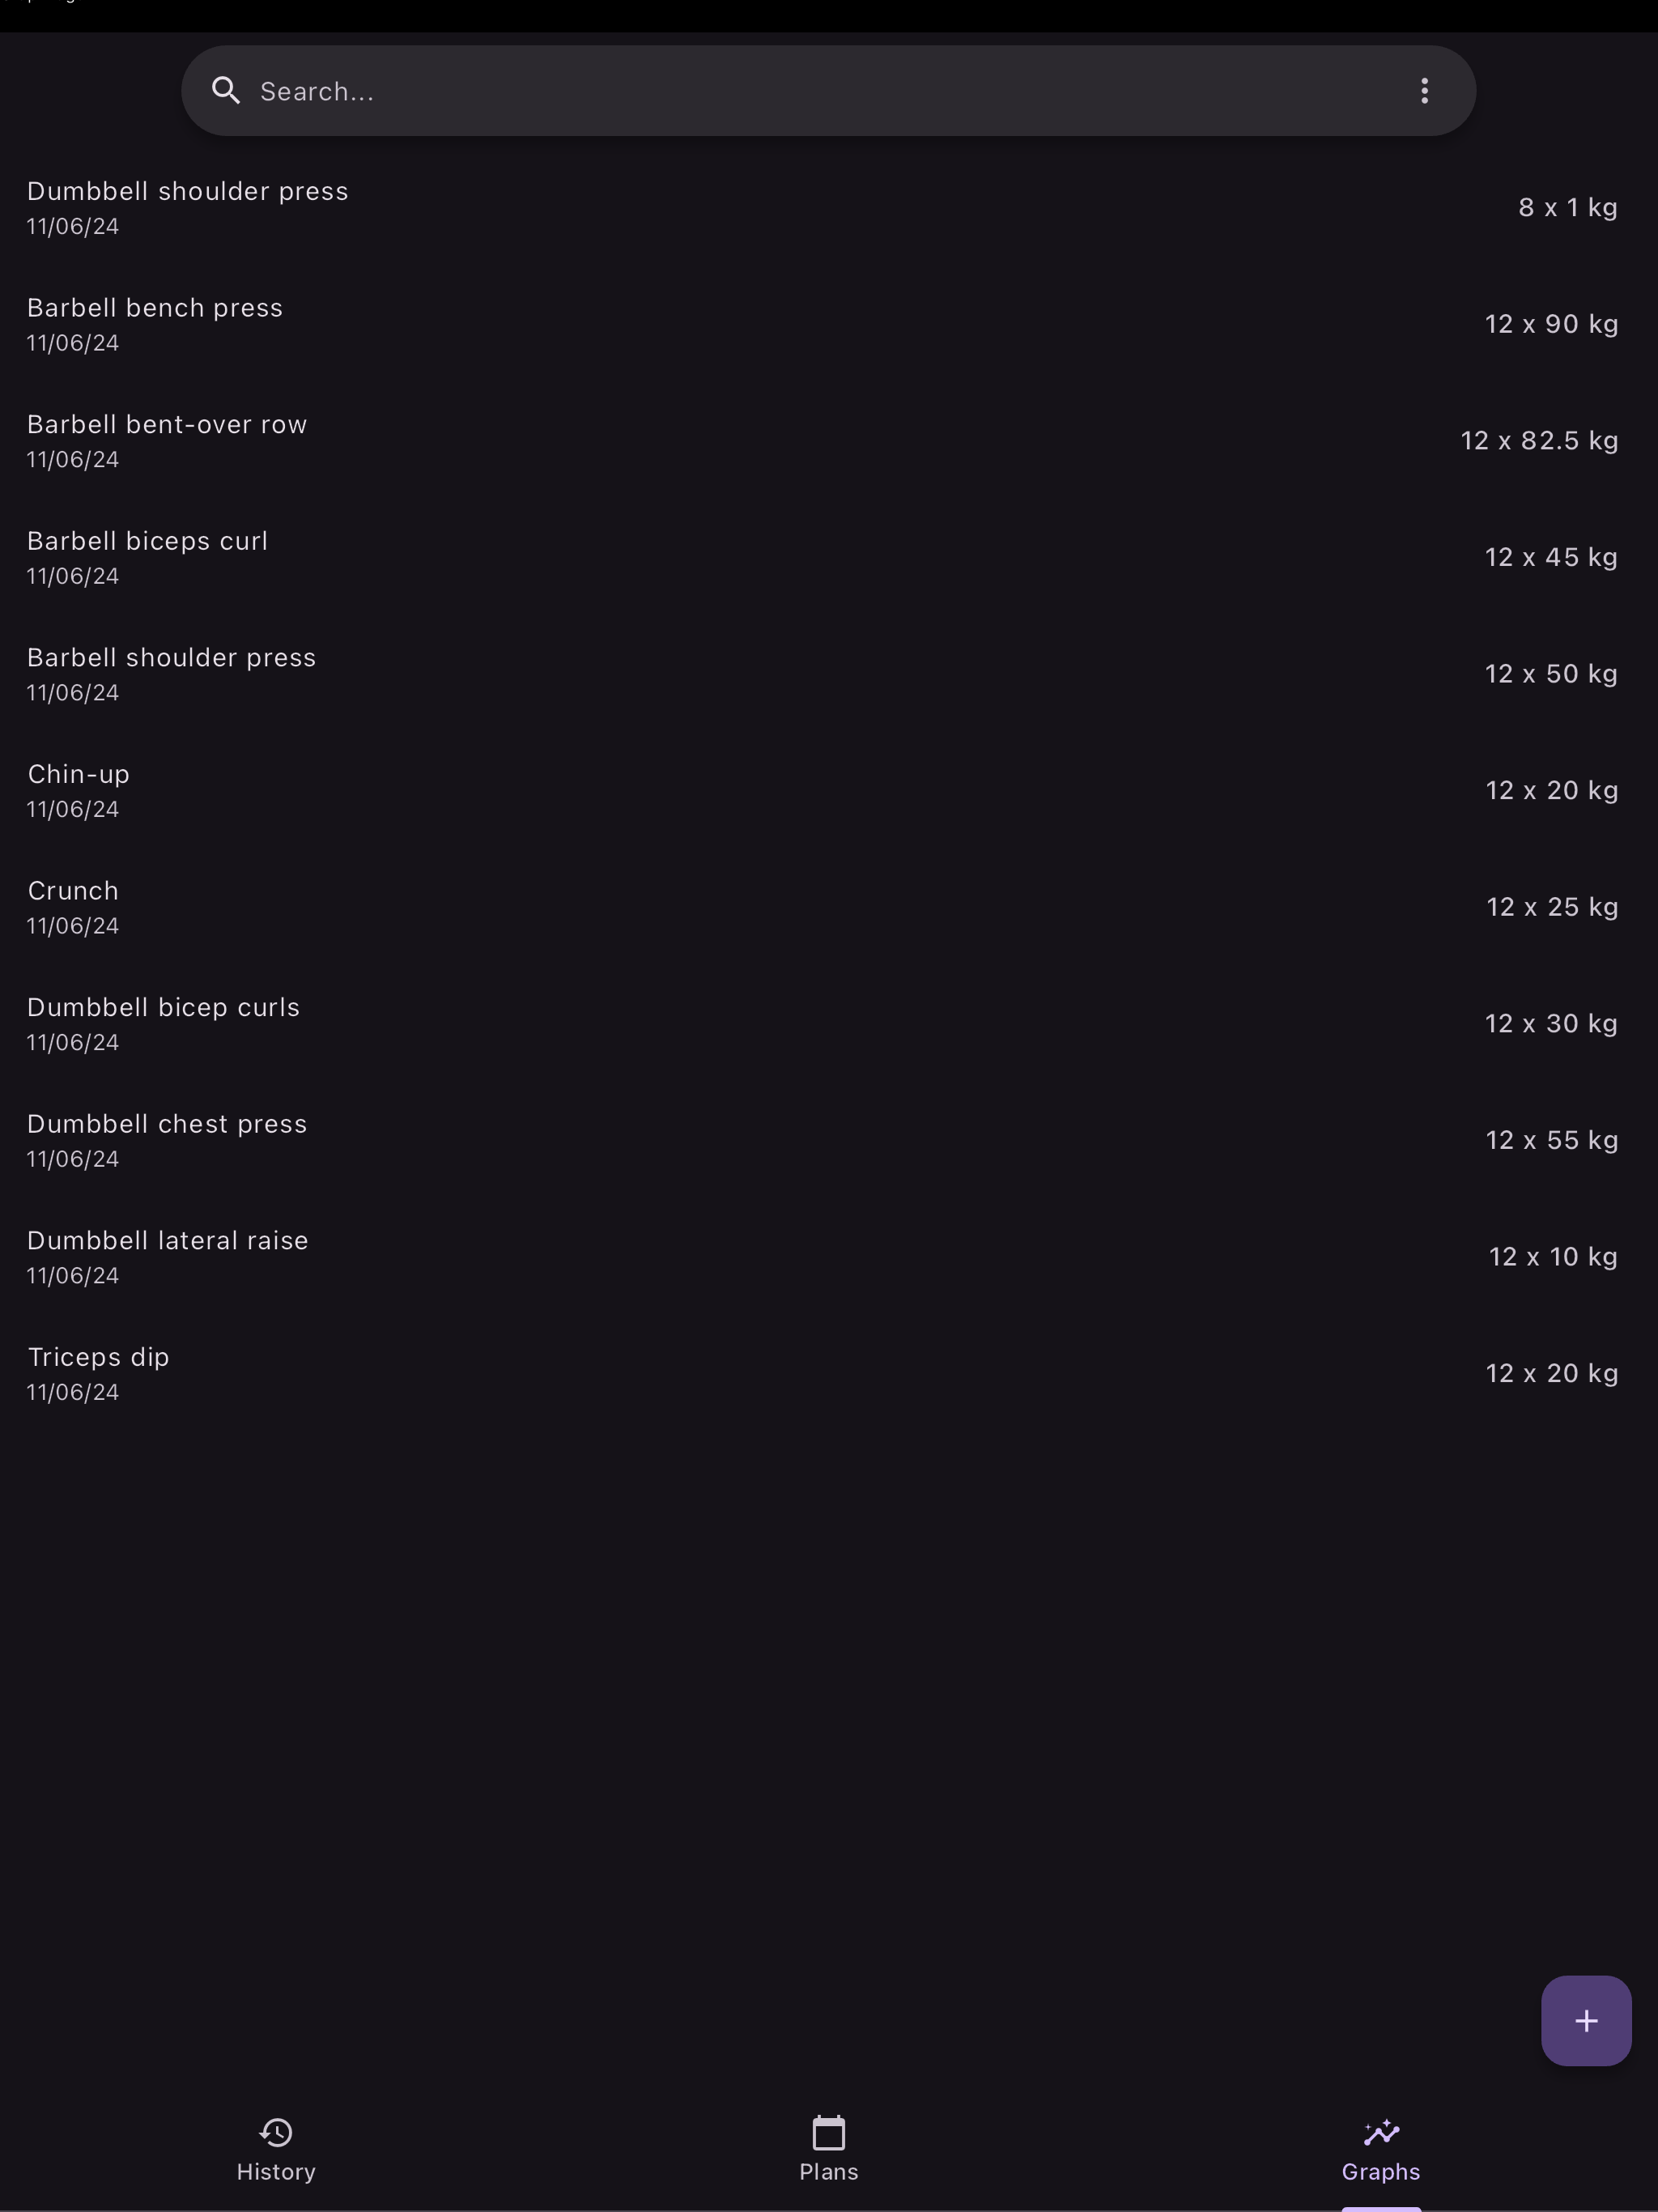 Search...
Dumbbell shoulder press
11/06/24
8 x 1 kg
Barbell bench press
11/06/24
12 x 90 kg
Barbell bent-over row
11/06/24
12 x 82.5 kg
Barbell biceps curl
11/06/24
12 x 45 kg
Barbell shoulder press
11/06/24
12 x 50 kg
Chin-up
11/06/24
12 x 20 kg
Crunch
11/06/24
12 x 25 kg
Dumbbell bicep curls
11/06/24
12 x 30 kg
Dumbbell chest press
11/06/24
12 x 55 kg
Dumbbell lateral raise
11/06/24
12 x 10 kg
Triceps dip
11/06/24
12 x 20 kg
History
Plans
Graphs